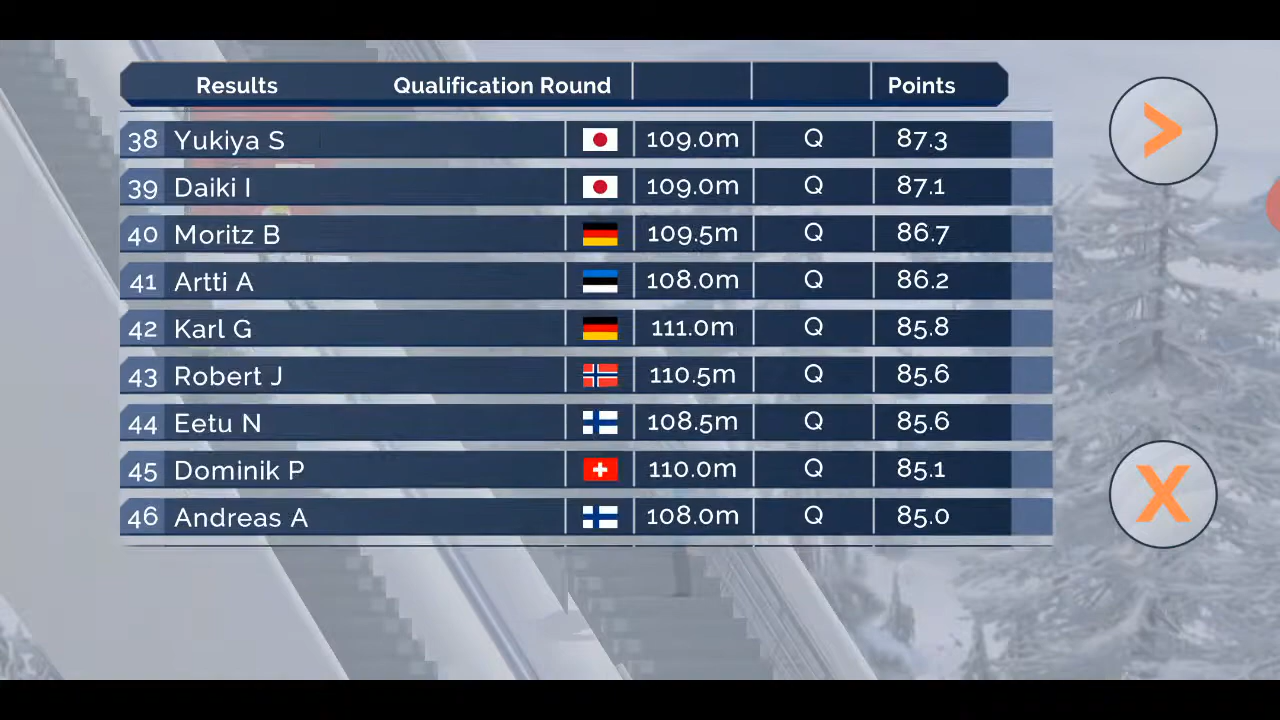 Results Qualification Round Points
38 Yukiya S 109.0m Q 87.3
39 Daiki I 109.0m Q 87.1
40 Moritz B 109.5m Q 86.7
41 Artti A 108.0m Q 86.2
42 Karl G 111.0m Q 85.8
43 Robert J 110.5m Q 85.6
44 Eetu N 108.5m Q 85.6
45 Dominik P 110.0m Q 85.1
46 Andreas A 108.0m Q 85.0
>
X